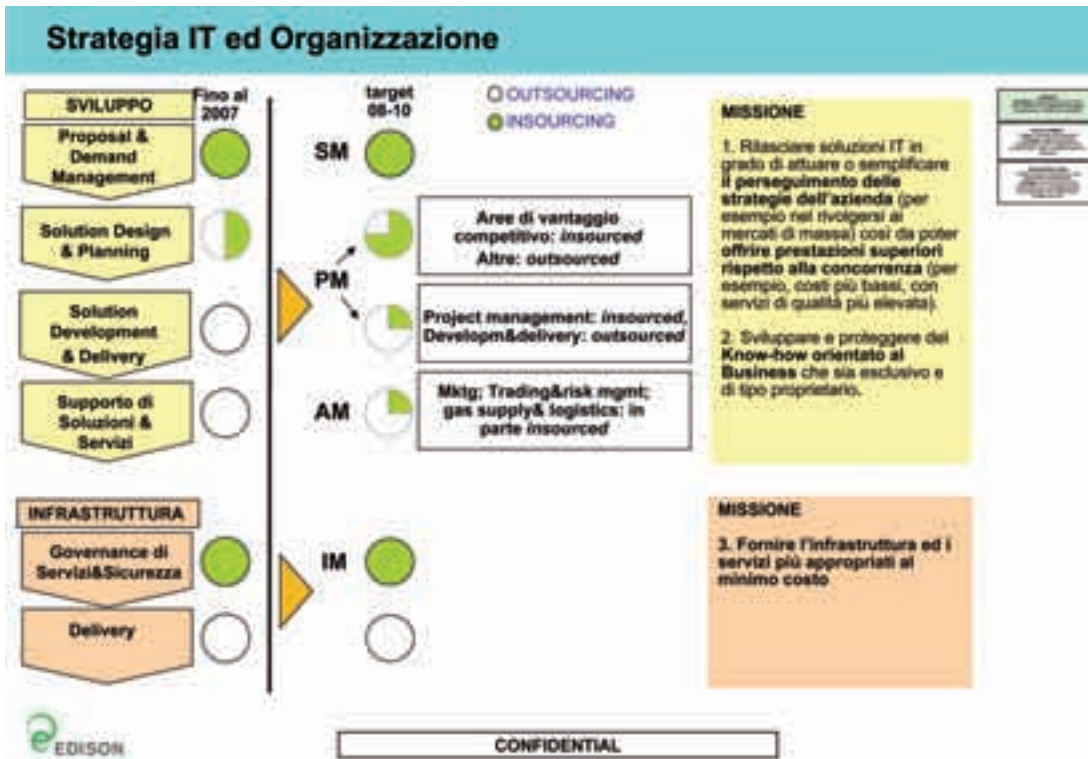 Strategia IT ed Organizzazione
SVILUPPO
Fino al
2007
target
08-10
OUTSOURCING
INSOURCING
Proposal &
Demand
Management
SM
Solution Design
& Planning
PM
Aree di vantaggio
competitivo: insourced
Altre: outsourced
Solution
Development
& Delivery
Project management: insourced,
Developm&delivery: outsourced
Supporto di
Soluzioni &
Servizi
AM
Mktg; Trading&risk mgmt;
gas supply& logistics: in
parte insourced
MISSIONE
1. Rilasciare soluzioni IT in
grado di attuare o semplificare
il perseguimento delle
strategie dell'azienda (per
esempio nel rivolgersi ai
mercati di massa) così da poter
offrire prestazioni superiori
rispetto alla concorrenza (per
esempio, costi più bassi, con
servizi di qualità più elevata).
2. Sviluppare e proteggere del
Know-how orientato al
Business che sia esclusivo e
di tipo proprietario.
INFRASTRUTTURA
Governance di
Servizi&Sicurezza
IM
Delivery
MISSIONE
3. Fornire l'infrastruttura ed i
servizi più appropriati al
minimo costo
EDISON
CONFIDENTIAL